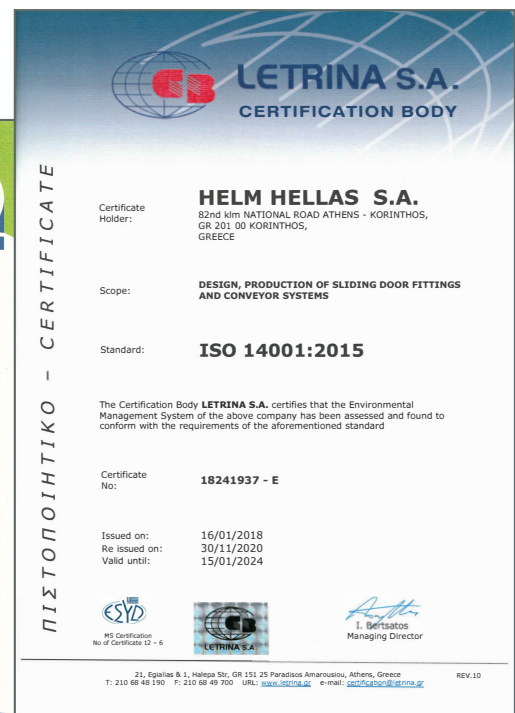 CB
LETRINA S.A.
CERTIFICATION BODY
ΠΙΣΤΟΠΟΙΗΤΙΚΟ – CERTIFICATE
Certificate
Holder:
HELM HELLAS S.A.
82nd klm NATIONAL ROAD ATHENS - KORINTHOS,
GR 201 00 KORINTHOS,
GREECE
Scope:
DESIGN, PRODUCTION OF SLIDING DOOR FITTINGS
AND CONVEYOR SYSTEMS
Standard:
ISO 14001:2015
The Certification Body LETRINA S.A. certifies that the Environmental
Management System of the above company has been assessed and found to
conform with the requirements of the aforementioned standard
Certificate
No:
18241937 - E
Issued on: 16/01/2018
Re issued on: 30/11/2020
Valid until: 15/01/2024
ESYD
MS Certification
No of Certificate 12 – 6
CB
LETRINA S.A.
I. Bertsatos
Managing Director
21, Egialias & 1, Halepa Str, GR 151 25 Paradisos Amarousiou, Athens, Greece
REV.10
T: 210 68 48 190 F: 210 68 49 700 URL: www.letrina.gr e-mail: certification@letrina.gr